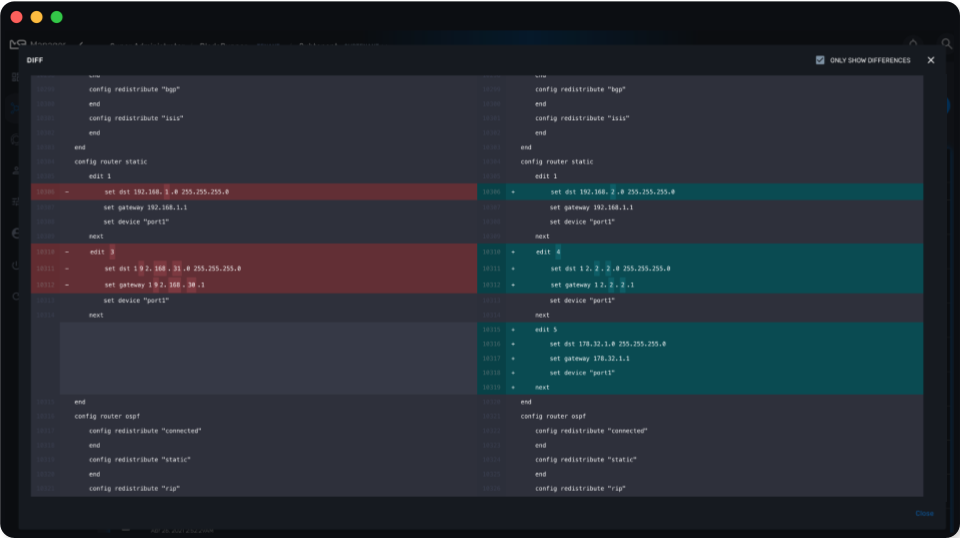 DIFF
ONLY SHOW DIFFERENCES
end
config redistribute "bgp"
end
config redistribute "isis"
end
end
config router static
edit 1
10306 - set dst 192.168.1.0 255.255.255.0
set gateway 192.168.1.1
set device "port1"
next
10310 - edit 3
10311 - set dst 192.168.31.0 255.255.255.0
10312 - set gateway 192.168.30.1
set device "port1"
next
end
config router ospf
config redistribute "connected"
end
config redistribute "static"
end
config redistribute "rip"
end
config redistribute "bgp"
end
config redistribute "isis"
end
end
config router static
edit 1
10306 + set dst 192.168.2.0 255.255.255.0
set gateway 192.168.1.1
set device "port1"
next
10310 + edit 4
10311 + set dst 12.2.2.0 255.255.255.0
10312 + set gateway 12.2.2.1
set device "port1"
next
10315 + edit 5
10316 + set dst 178.32.1.0 255.255.255.0
10317 + set gateway 178.32.1.1
10318 + set device "port1"
10319 + next
end
config router ospf
config redistribute "connected"
end
config redistribute "static"
end
config redistribute "rip"
Close